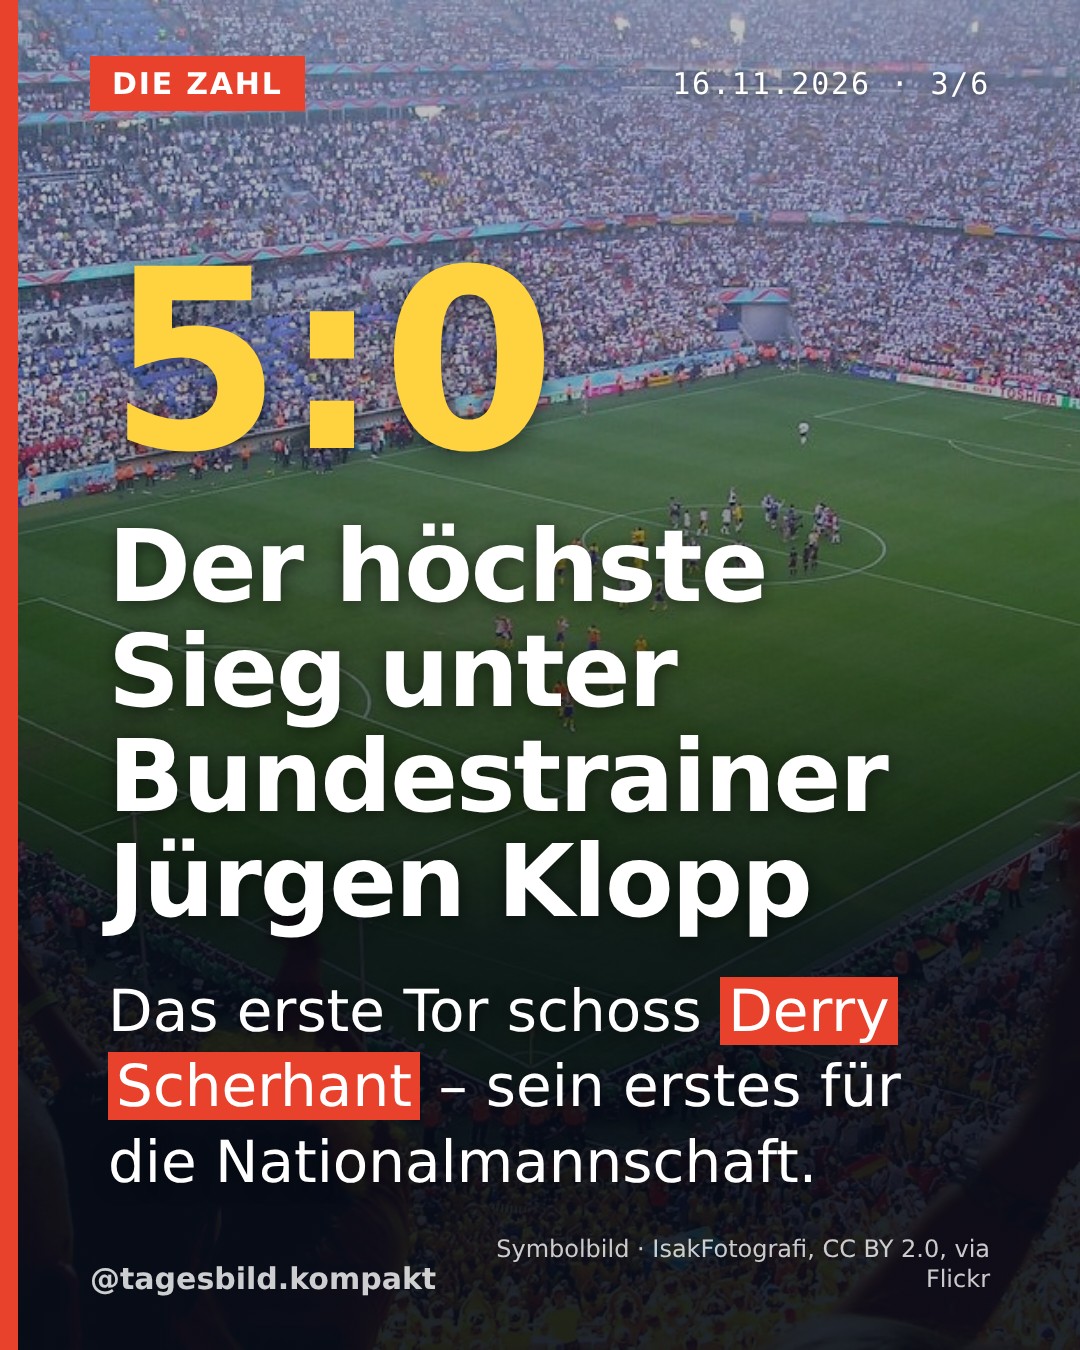 DIE ZAHL
16.11.2026 · 3/6
5:0
Der höchste
Sieg unter
Bundestrainer
Jürgen Klopp
Das erste Tor schoss Derry
Scherhant – sein erstes für
die Nationalmannschaft.
Symbolbild · IsakFotografi, CC BY 2.0, via
Flickr
@tagesbild.kompakt
TOSHIBA